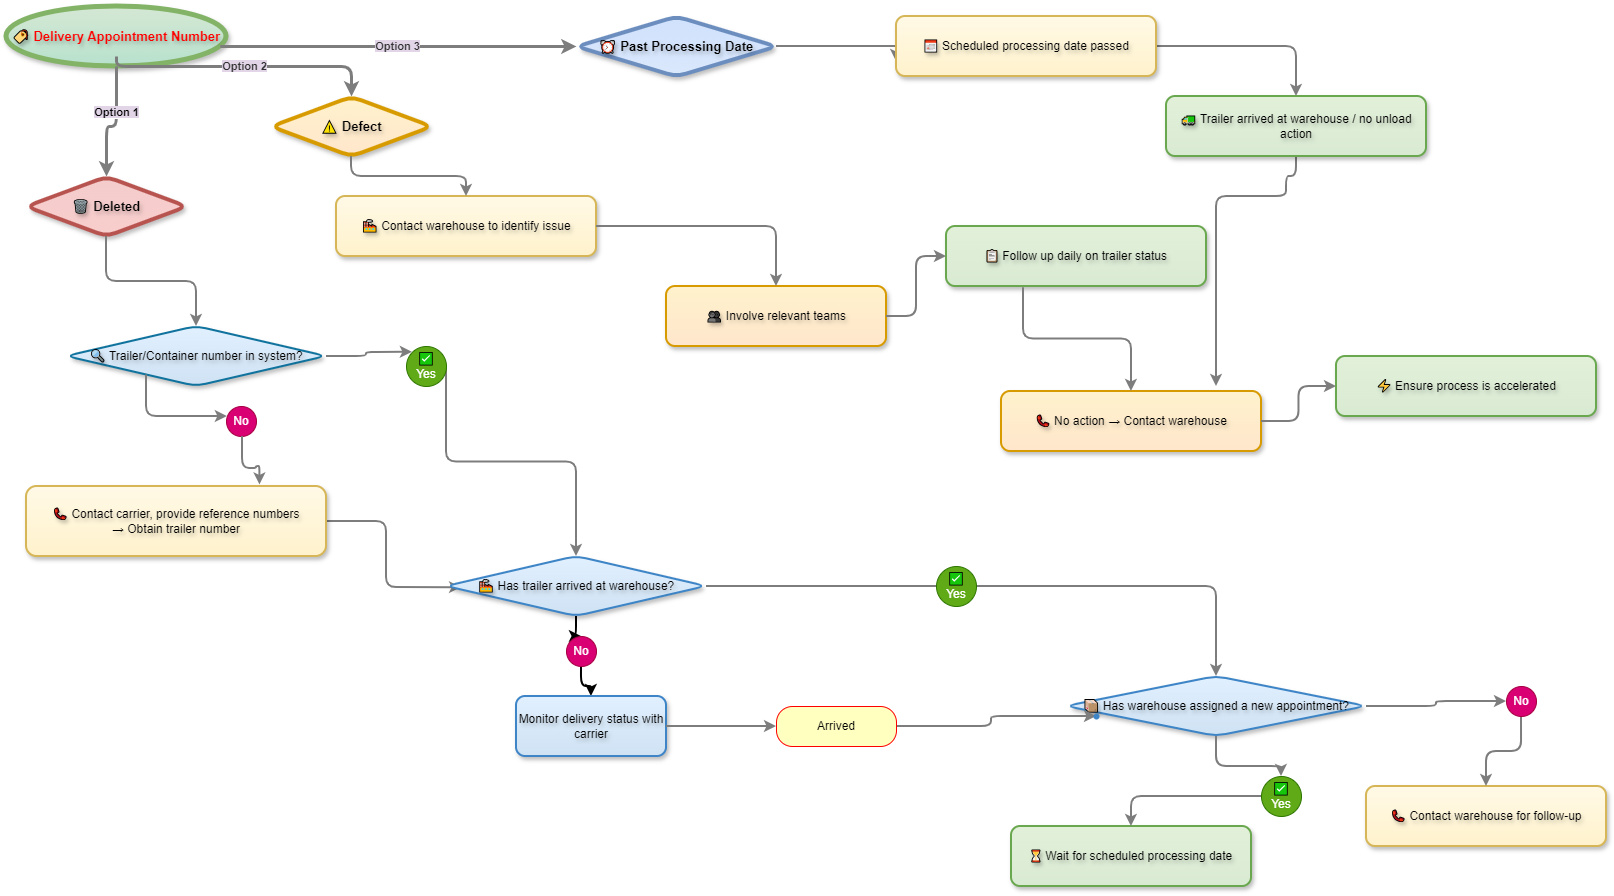 Delivery Appointment Number
Option 3
Past Processing Date
Scheduled processing date passed
Option 2
Option 1
Defect
Trailer arrived at warehouse / no unload
action
Deleted
Contact warehouse to identify issue
Follow up daily on trailer status
Involve relevant teams
Trailer/Container number in system?
Yes
No
No action → Contact warehouse
Ensure process is accelerated
Contact carrier, provide reference numbers
→ Obtain trailer number
Has trailer arrived at warehouse?
Yes
No
Monitor delivery status with
carrier
Arrived
Has warehouse assigned a new appointment?
No
Yes
Contact warehouse for follow-up
Wait for scheduled processing date